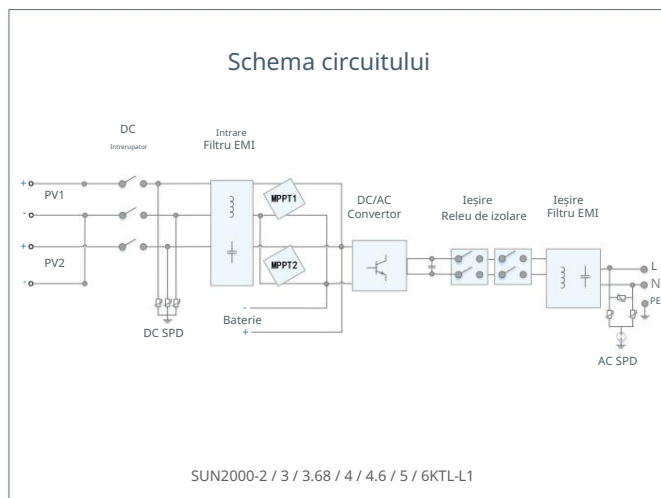 Schema circuitului
DC
Intrerupator
Intrare
Filtru EMI
+
PV1
-
+
PV2
-
DC SPD
MPPT1
MPPT2
-
Baterie
+
DC/AC
Convertor
Ieșire
Releu de izolare
Ieșire
Filtru EMI
L
N
PE
AC SPD
SUN2000-2 / 3 / 3.68 / 4 / 4.6 / 5 / 6KTL-L1